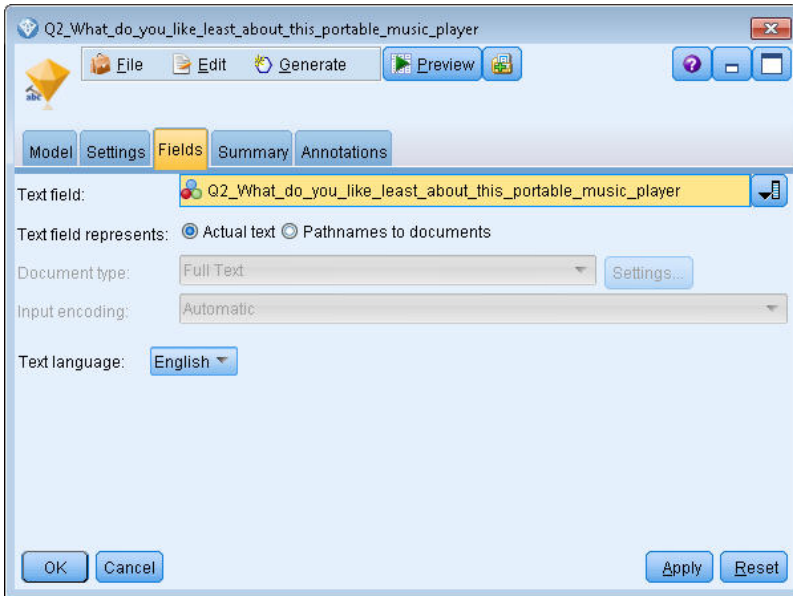 Q2_What_do_you_like_least_about_this_portable_music_player
abc
File Edit Generate Preview ?
Model Settings Fields Summary Annotations
Text field: Q2_What_do_you_like_least_about_this_portable_music_player
Text field represents: Actual text Pathnames to documents
Document type: Full Text Settings...
Input encoding: Automatic
Text language: English
OK Cancel Apply Reset